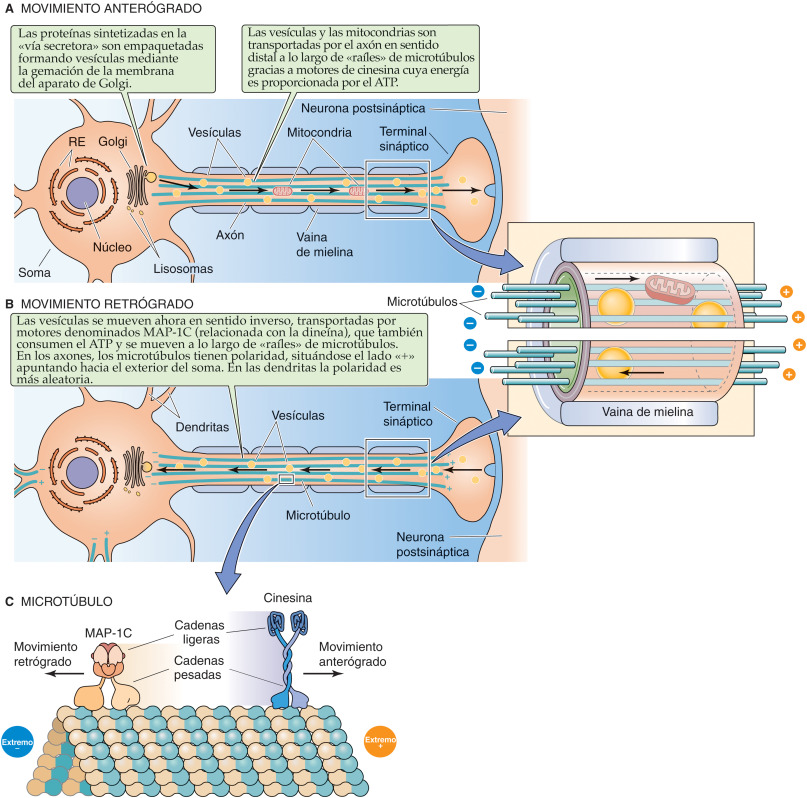 A MOVIMIENTO ANTERÓGRADO
Las proteínas sintetizadas en la
«vía secretora» son empaquetadas
formando vesículas mediante
la gemación de la membrana
del aparato de Golgi.
Las vesículas y las mitocondrias son
transportadas por el axón en sentido
distal a lo largo de «raíles» de microtúbulos
gracias a motores de cinesina cuya energía
es proporcionada por el ATP.
Neurona postsináptica
RE
Golgi
Vesículas
Mitocondria
Terminal
sináptico
Núcleo
Axón
Vaina
de mielina
Soma
Lisosomas
Microtúbulos
–
–
+
+
–
–
+
+
Vaina de mielina
B MOVIMIENTO RETRÓGRADO
Las vesículas se mueven ahora en sentido inverso, transportadas por
motores denominados MAP-1C (relacionada con la dineína), que también
consumen el ATP y se mueven a lo largo de «raíles» de microtúbulos.
En los axones, los microtúbulos tienen polaridad, situándose el lado «+»
apuntando hacia el exterior del soma. En las dendritas la polaridad es
más aleatoria.
Dendritas
Vesículas
Terminal
sináptico
Microtúbulo
Neurona
postsináptica
C MICROTÚBULO
Cinesina
MAP-1C
Cadenas
ligeras
Movimiento
retrógrado
Cadenas
pesadas
Movimiento
anterógrado
Extremo
–
Extremo
+